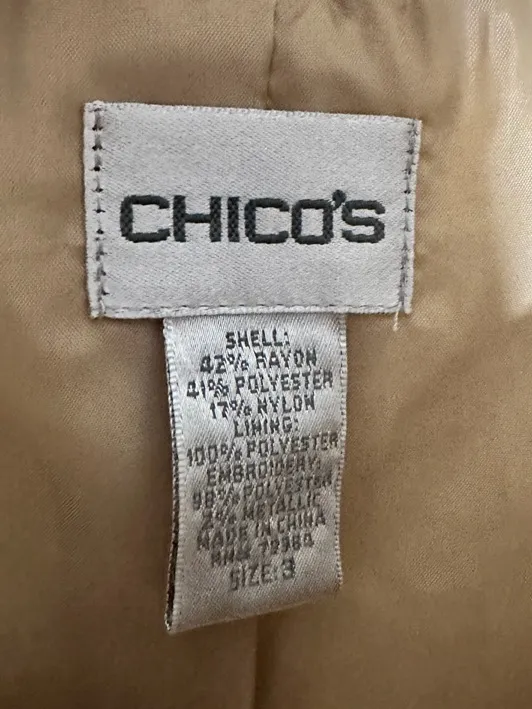 CHICO'S
SHELL:
42% RAYON
41% POLYESTER
17% NYLON
LINING:
100% POLYESTER
EMBROIDERY:
98% POLYESTER
2% METALLIC
MADE IN CHINA
RN# 79984
SIZE: 3